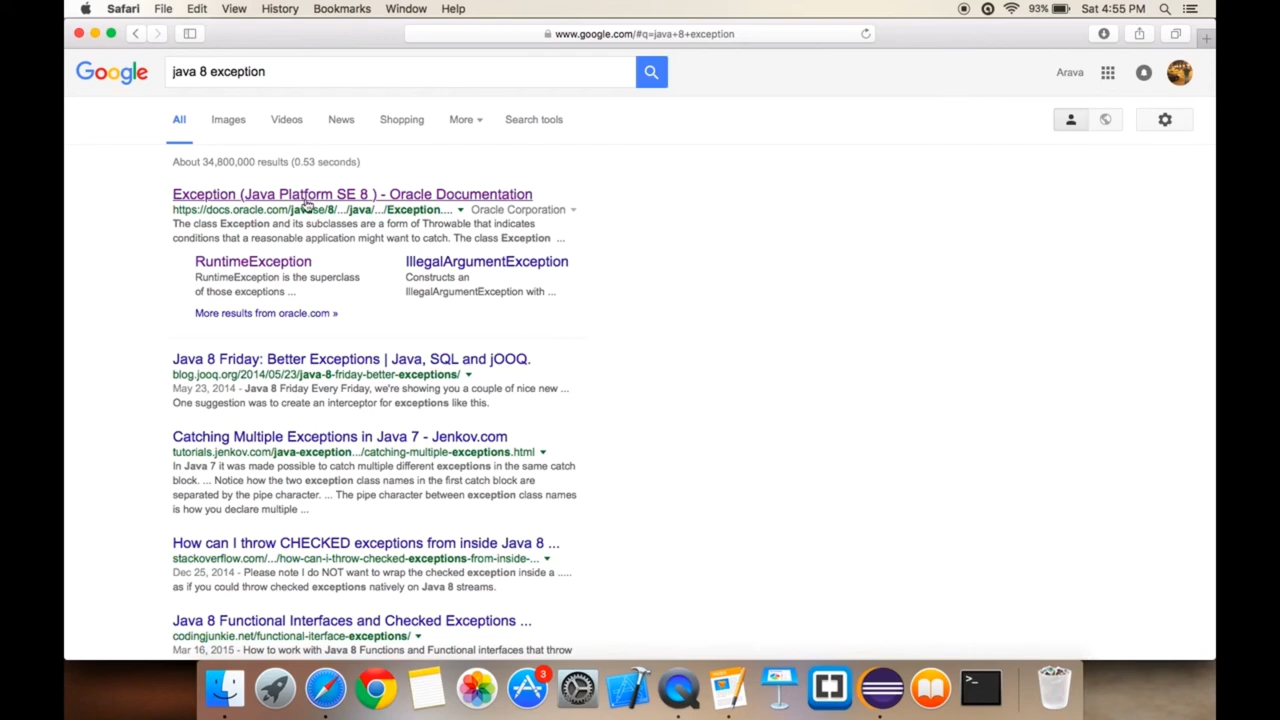 Safari File Edit View History Bookmarks Window Help 93% Sat 4:55 PM
www.google.com/#q=java+8+exception
Google java 8 exception Arava
All Images Videos News Shopping More Search tools
About 34,800,000 results (0.53 seconds)
Exception (Java Platform SE 8 ) - Oracle Documentation
https://docs.oracle.com/javase/8/.../java/.../Exception.... Oracle Corporation
The class Exception and its subclasses are a form of Throwable that indicates
conditions that a reasonable application might want to catch. The class Exception ...
RuntimeException IllegalArgumentException
RuntimeException is the superclass Constructs an
of those exceptions ... IllegalArgumentException with ...
More results from oracle.com »
Java 8 Friday: Better Exceptions | Java, SQL and jOOQ.
blog.jooq.org/2014/05/23/java-8-friday-better-exceptions/
May 23, 2014 - Java 8 Friday Every Friday, we're showing you a couple of nice new ...
One suggestion was to create an interceptor for exceptions like this.
Catching Multiple Exceptions in Java 7 - Jenkov.com
tutorials.jenkov.com/java-exception.../catching-multiple-exceptions.html
In Java 7 it was made possible to catch multiple different exceptions in the same catch
block. ... Notice how the two exception class names in the first catch block are
separated by the pipe character. ... The pipe character between exception class names
is how you declare multiple ...
How can I throw CHECKED exceptions from inside Java 8 ...
stackoverflow.com/.../how-can-i-throw-checked-exceptions-from-inside-...
Dec 25, 2014 - Please note I do NOT want to wrap the checked exception inside a .....
as if you could throw checked exceptions natively on Java 8 streams.
Java 8 Functional Interfaces and Checked Exceptions ...
codingjunkie.net/functional-iterface-exceptions/
Mar 16, 2015 - How to work with Java 8 Functions and Functional interfaces that throw
3